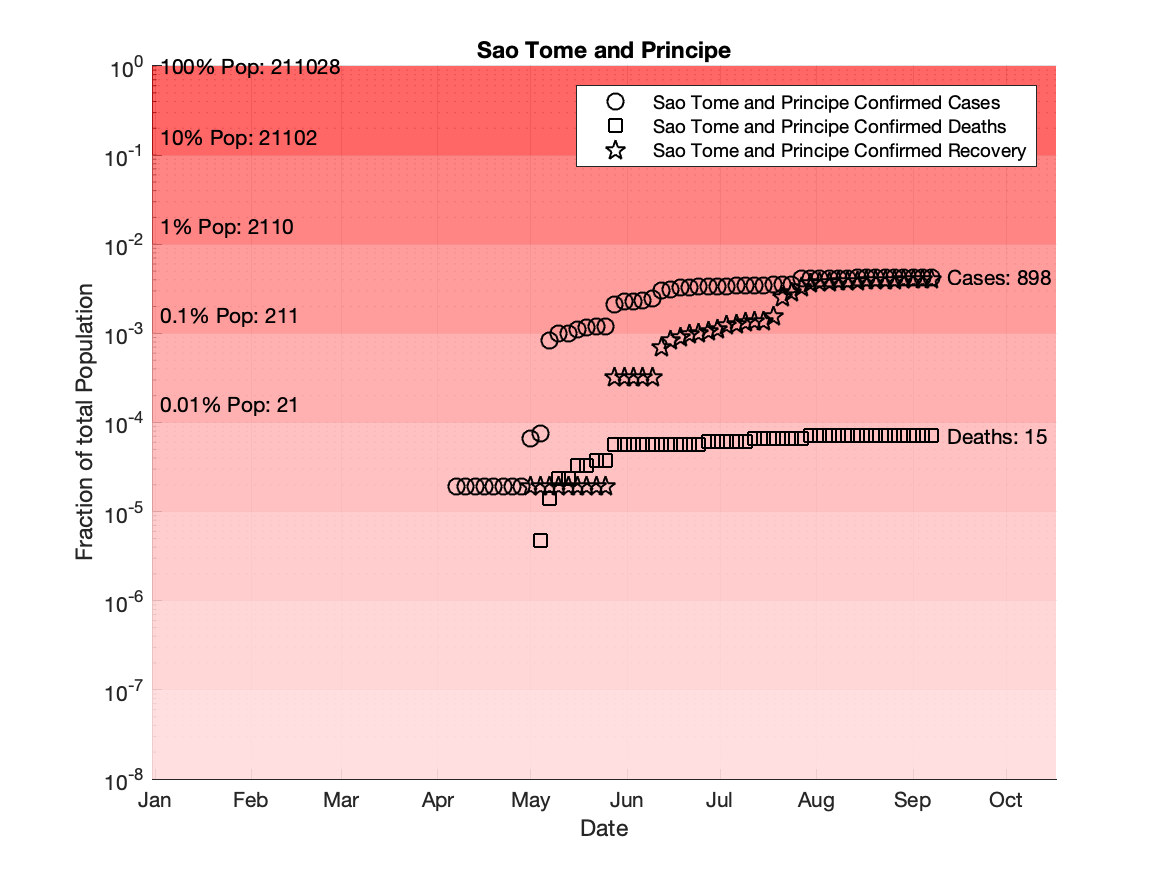 Sao Tome and Principe
10^0
100% Pop: 211028
Sao Tome and Principe Confirmed Cases
Sao Tome and Principe Confirmed Deaths
Sao Tome and Principe Confirmed Recovery
10% Pop: 21102
10^-1
1% Pop: 2110
10^-2
Cases: 898
0.1% Pop: 211
10^-3
0.01% Pop: 21
10^-4
Deaths: 15
10^-5
10^-6
10^-7
10^-8
Fraction of total Population
Jan Feb Mar Apr May Jun Jul Aug Sep Oct
Date